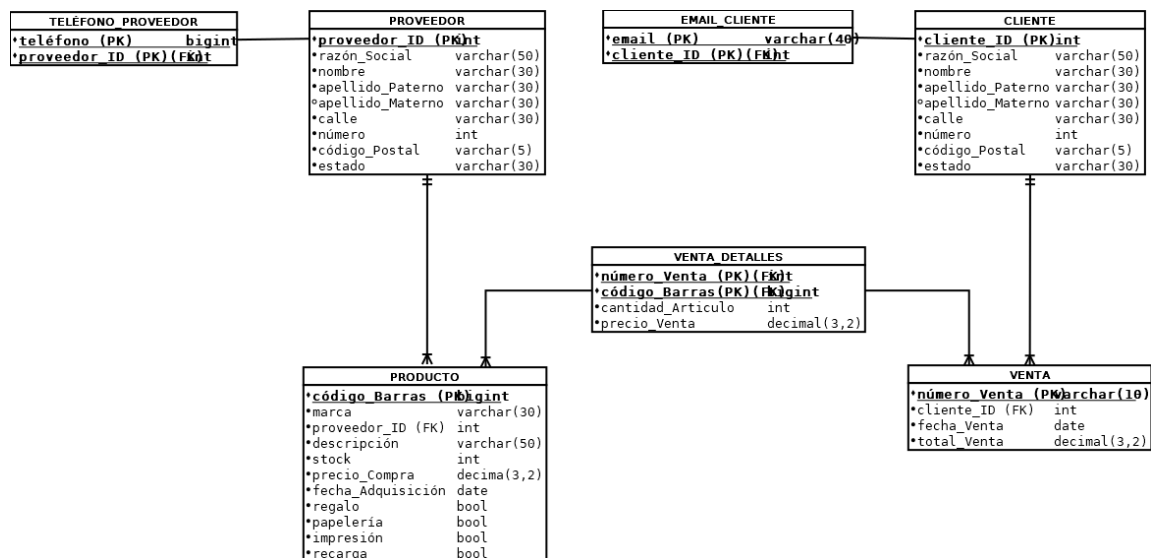 TELÉFONO_PROVEEDOR
teléfono (PK) bigint
proveedor_ID (PK)(FK) int
PROVEEDOR
proveedor_ID (PK) int
razón_Social varchar(50)
nombre varchar(30)
apellido_Paterno varchar(30)
apellido_Materno varchar(30)
calle varchar(30)
número int
código_Postal varchar(5)
estado varchar(30)
EMAIL_CLIENTE
email (PK) varchar(40)
cliente_ID (PK)(FK) int
CLIENTE
cliente_ID (PK) int
razón_Social varchar(50)
nombre varchar(30)
apellido_Paterno varchar(30)
apellido_Materno varchar(30)
calle varchar(30)
número int
código_Postal varchar(5)
estado varchar(30)
VENTA_DETALLES
número_Venta (PK)(FK) int
código_Barras(PK)(FK) bigint
cantidad_Articulo int
precio_Venta decimal(3,2)
PRODUCTO
código_Barras (PK) bigint
marca varchar(30)
proveedor_ID (FK) int
descripción varchar(50)
stock int
precio_Compra decima(3,2)
fecha_Adquisición date
regalo bool
papelería bool
impresión bool
recarga bool
VENTA
número_Venta (PK) varchar(10)
cliente_ID (FK) int
fecha_Venta date
total_Venta decimal(3,2)